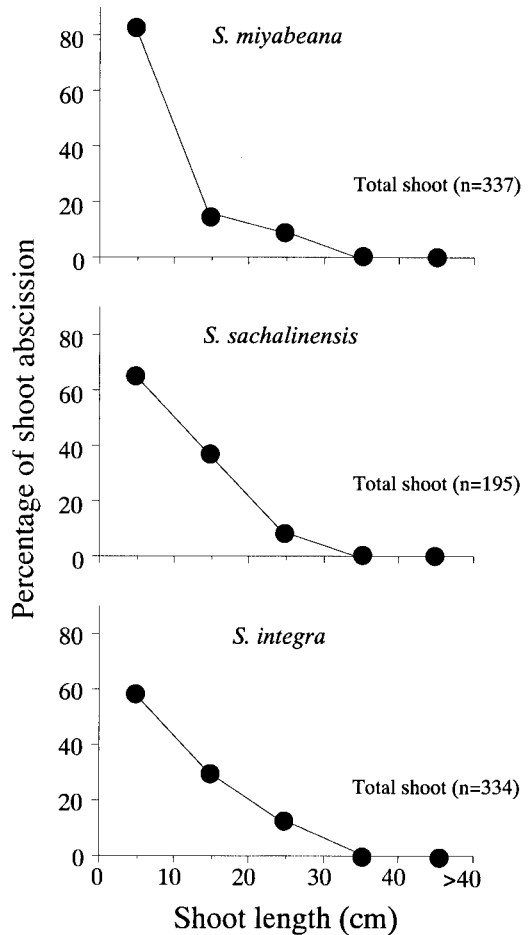 Percentage of shoot abscission
80
60
40
20
0
S. miyabeana
Total shoot (n=337)
80
60
40
20
0
S. sachalinensis
Total shoot (n=195)
80
60
40
20
0
S. integra
Total shoot (n=334)
0 10 20 30 40 >40
Shoot length (cm)